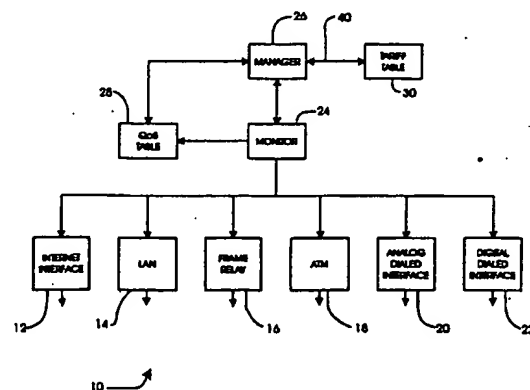 26
40
MANAGER
TARIFF
TABLE
30
28
24
QoS
TABLE
MONITOR
INTERNET
INTERFACE
LAN
FRAME
RELAY
ATM
ANALOG
DIALED
INTERFACE
DIGITAL
DIALED
INTERFACE
12
14
16
18
20
22
10